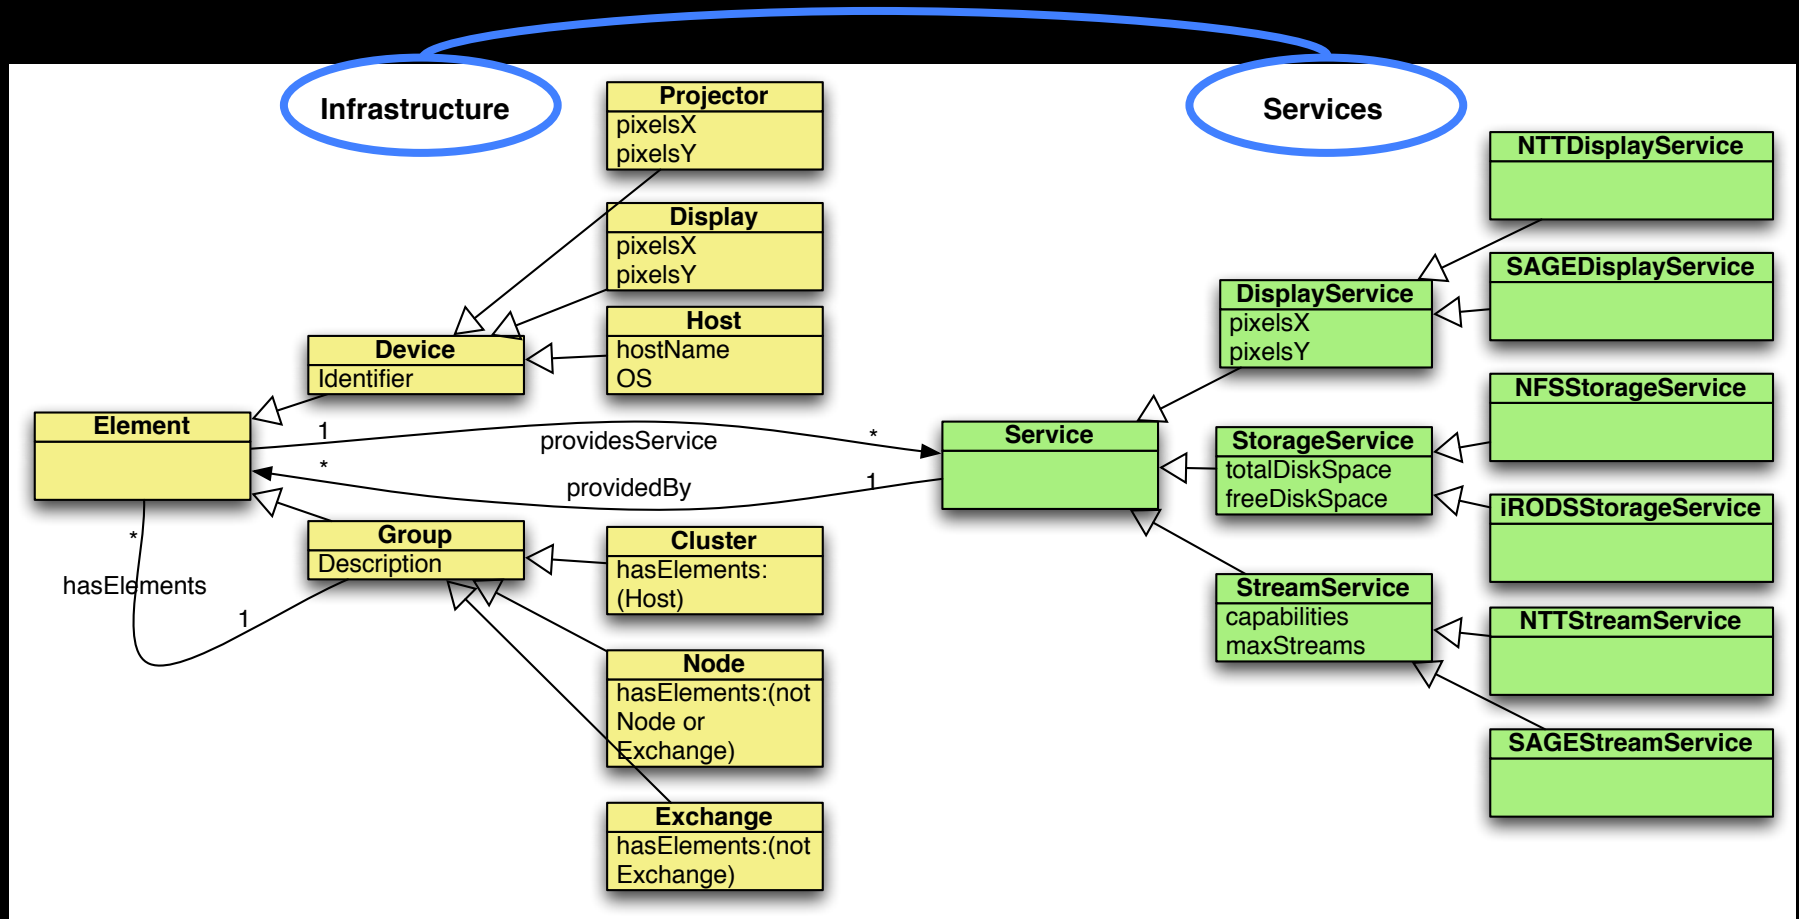 Infrastructure
Services
Projector
pixelsX
pixelsY
Display
pixelsX
pixelsY
Host
hostName
OS
Device
Identifier
Element
1
*
providesService
*
providedBy
1
*
hasElements
1
Group
Description
Cluster
hasElements:
(Host)
Node
hasElements:(not
Node or
Exchange)
Exchange
hasElements:(not
Exchange)
Service
DisplayService
pixelsX
pixelsY
StorageService
totalDiskSpace
freeDiskSpace
StreamService
capabilities
maxStreams
NTTDisplayService
SAGEDisplayService
NFSStorageService
iRODSStorageService
NTTStreamService
SAGEStreamService